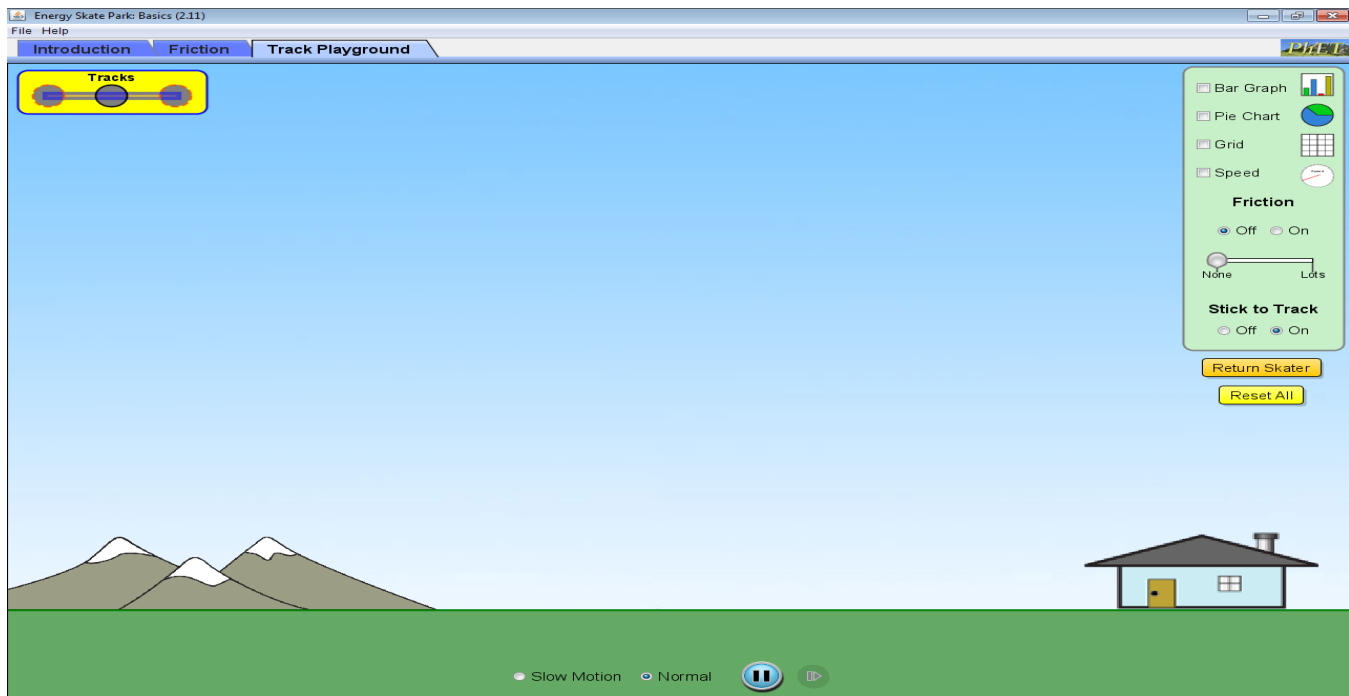 Energy Skate Park: Basics (2.11)
File Help
Introduction Friction Track Playground
PhET
Tracks
Bar Graph
Pie Chart
Grid
Speed
Friction
Off On
None Lots
Stick to Track
Off On
Return Skater
Reset All
Slow Motion Normal